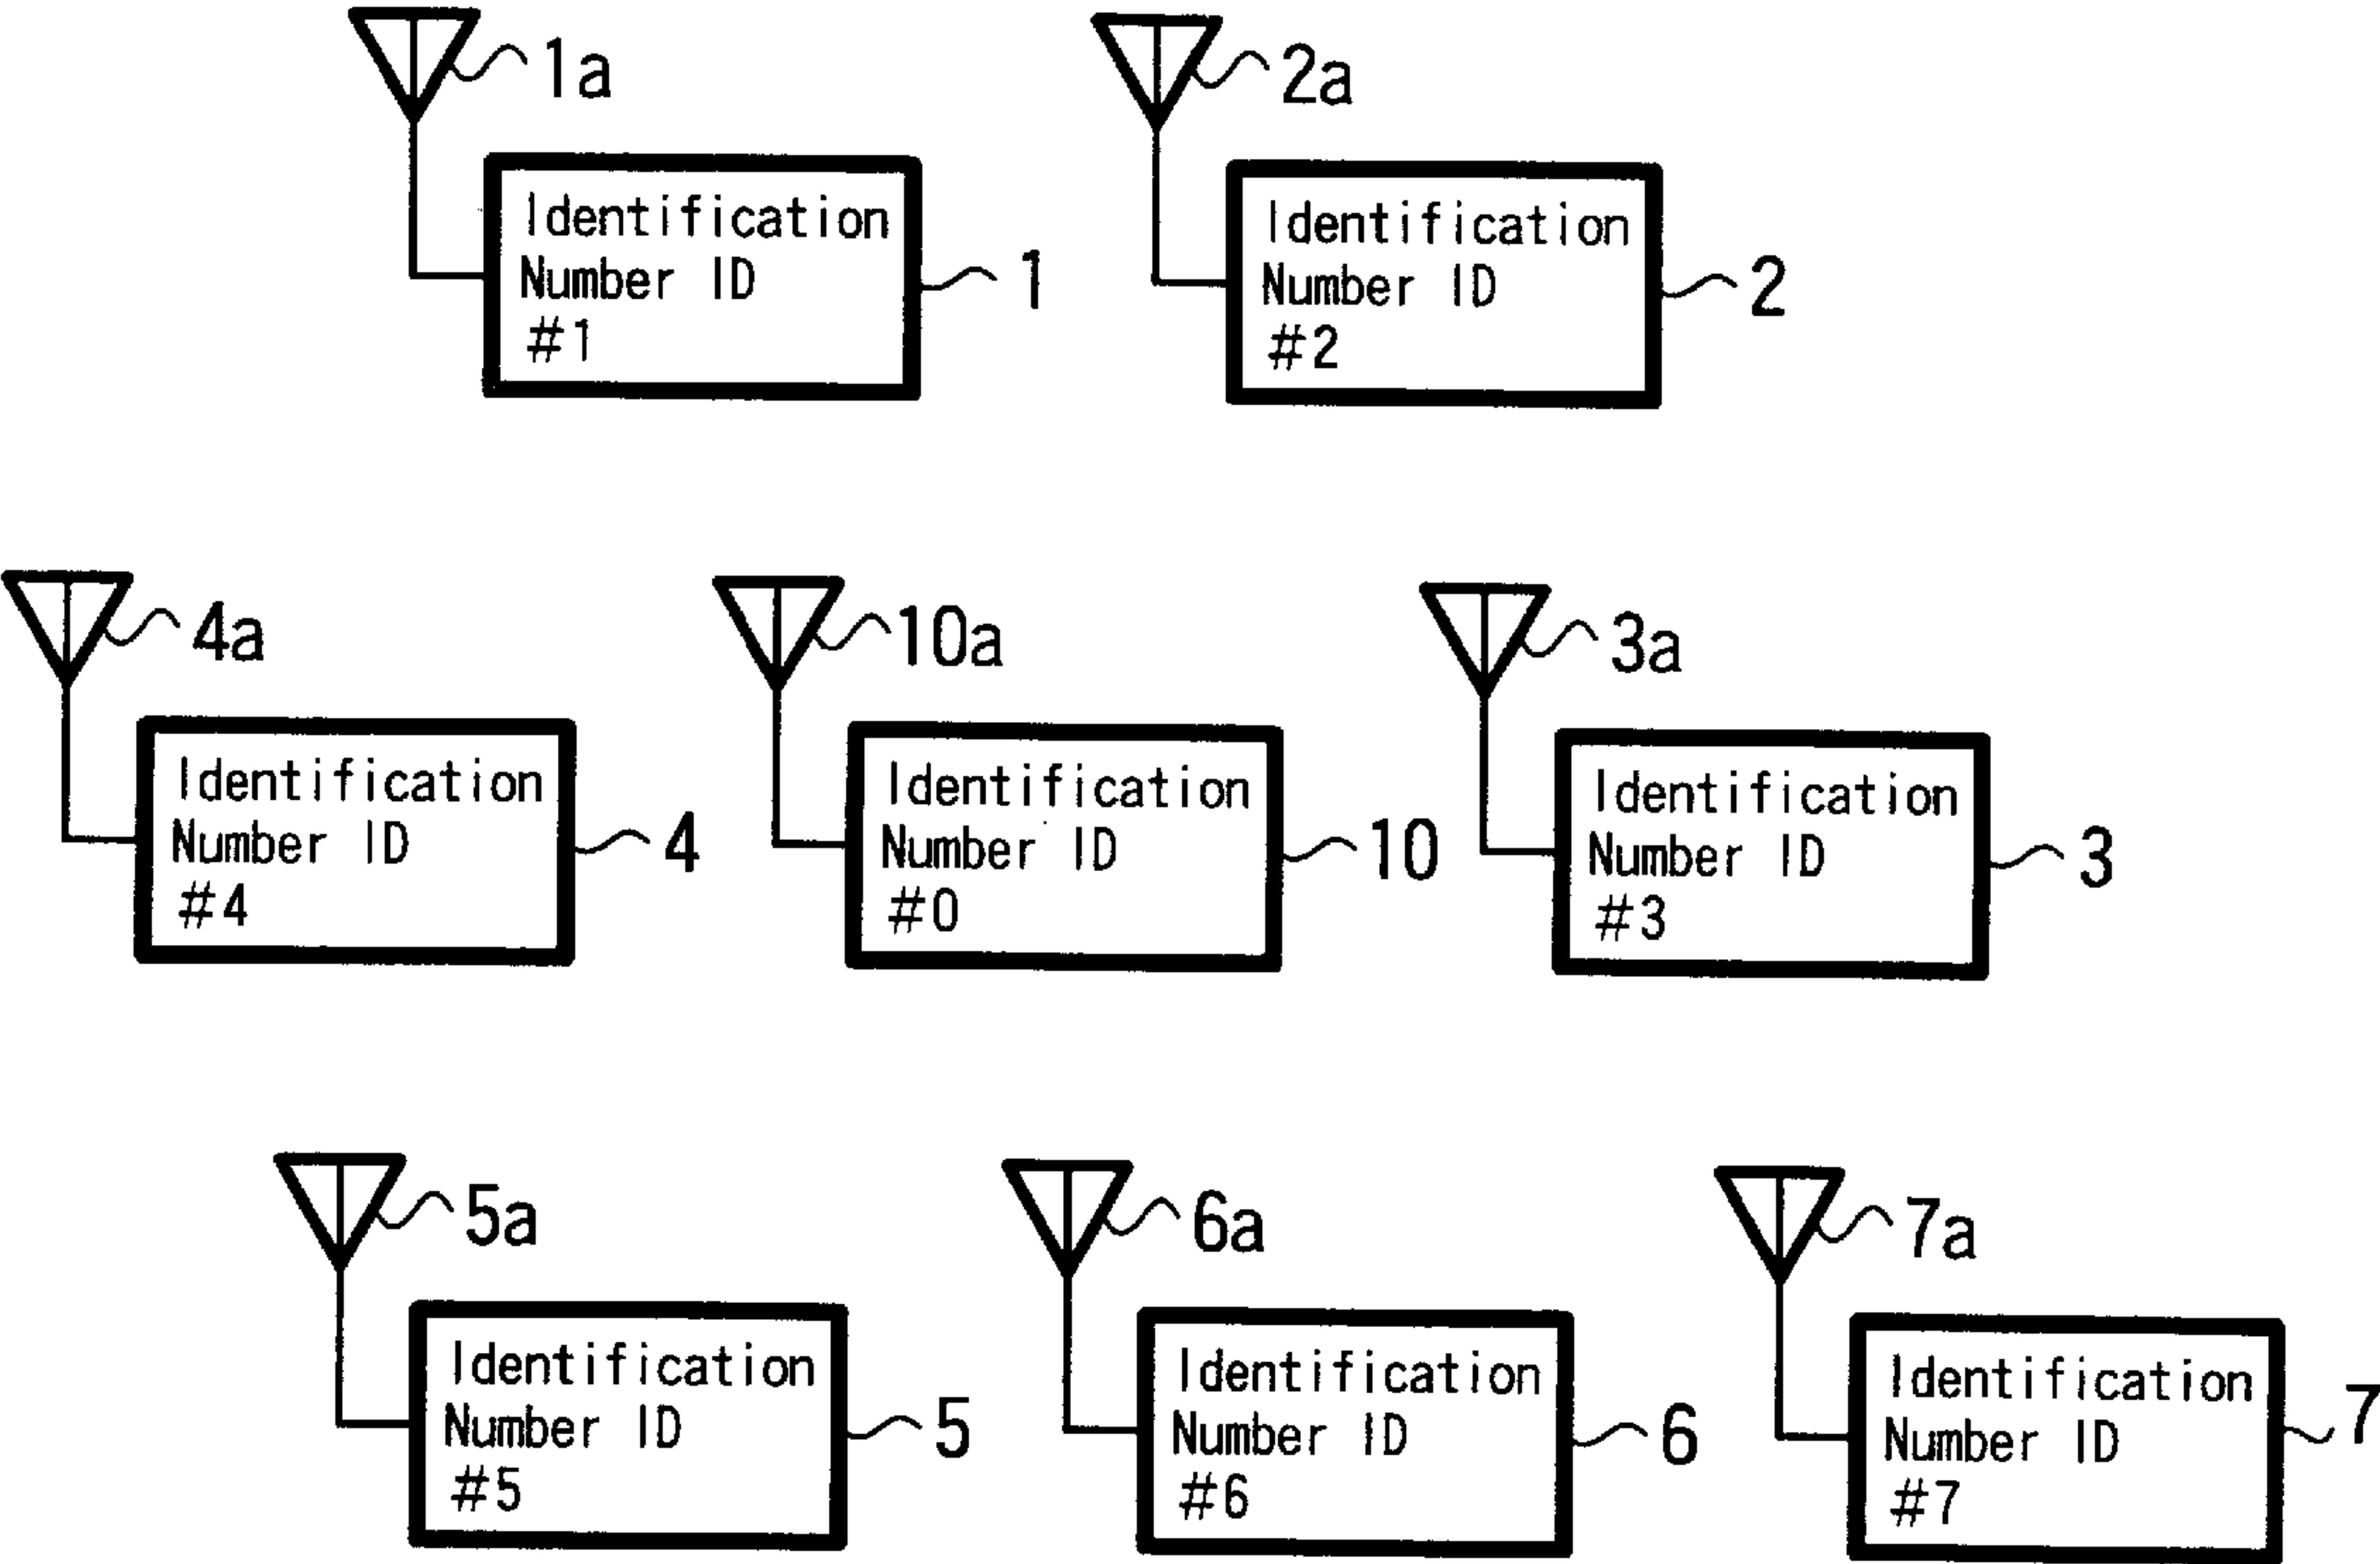 1a
2a
Identification
Number ID
#1
1
Identification
Number ID
#2
2
4a
10a
3a
Identification
Number ID
#4
4
Identification
Number ID
#0
10
Identification
Number ID
#3
3
5a
6a
7a
Identification
Number ID
#5
5
Identification
Number ID
#6
6
Identification
Number ID
#7
7